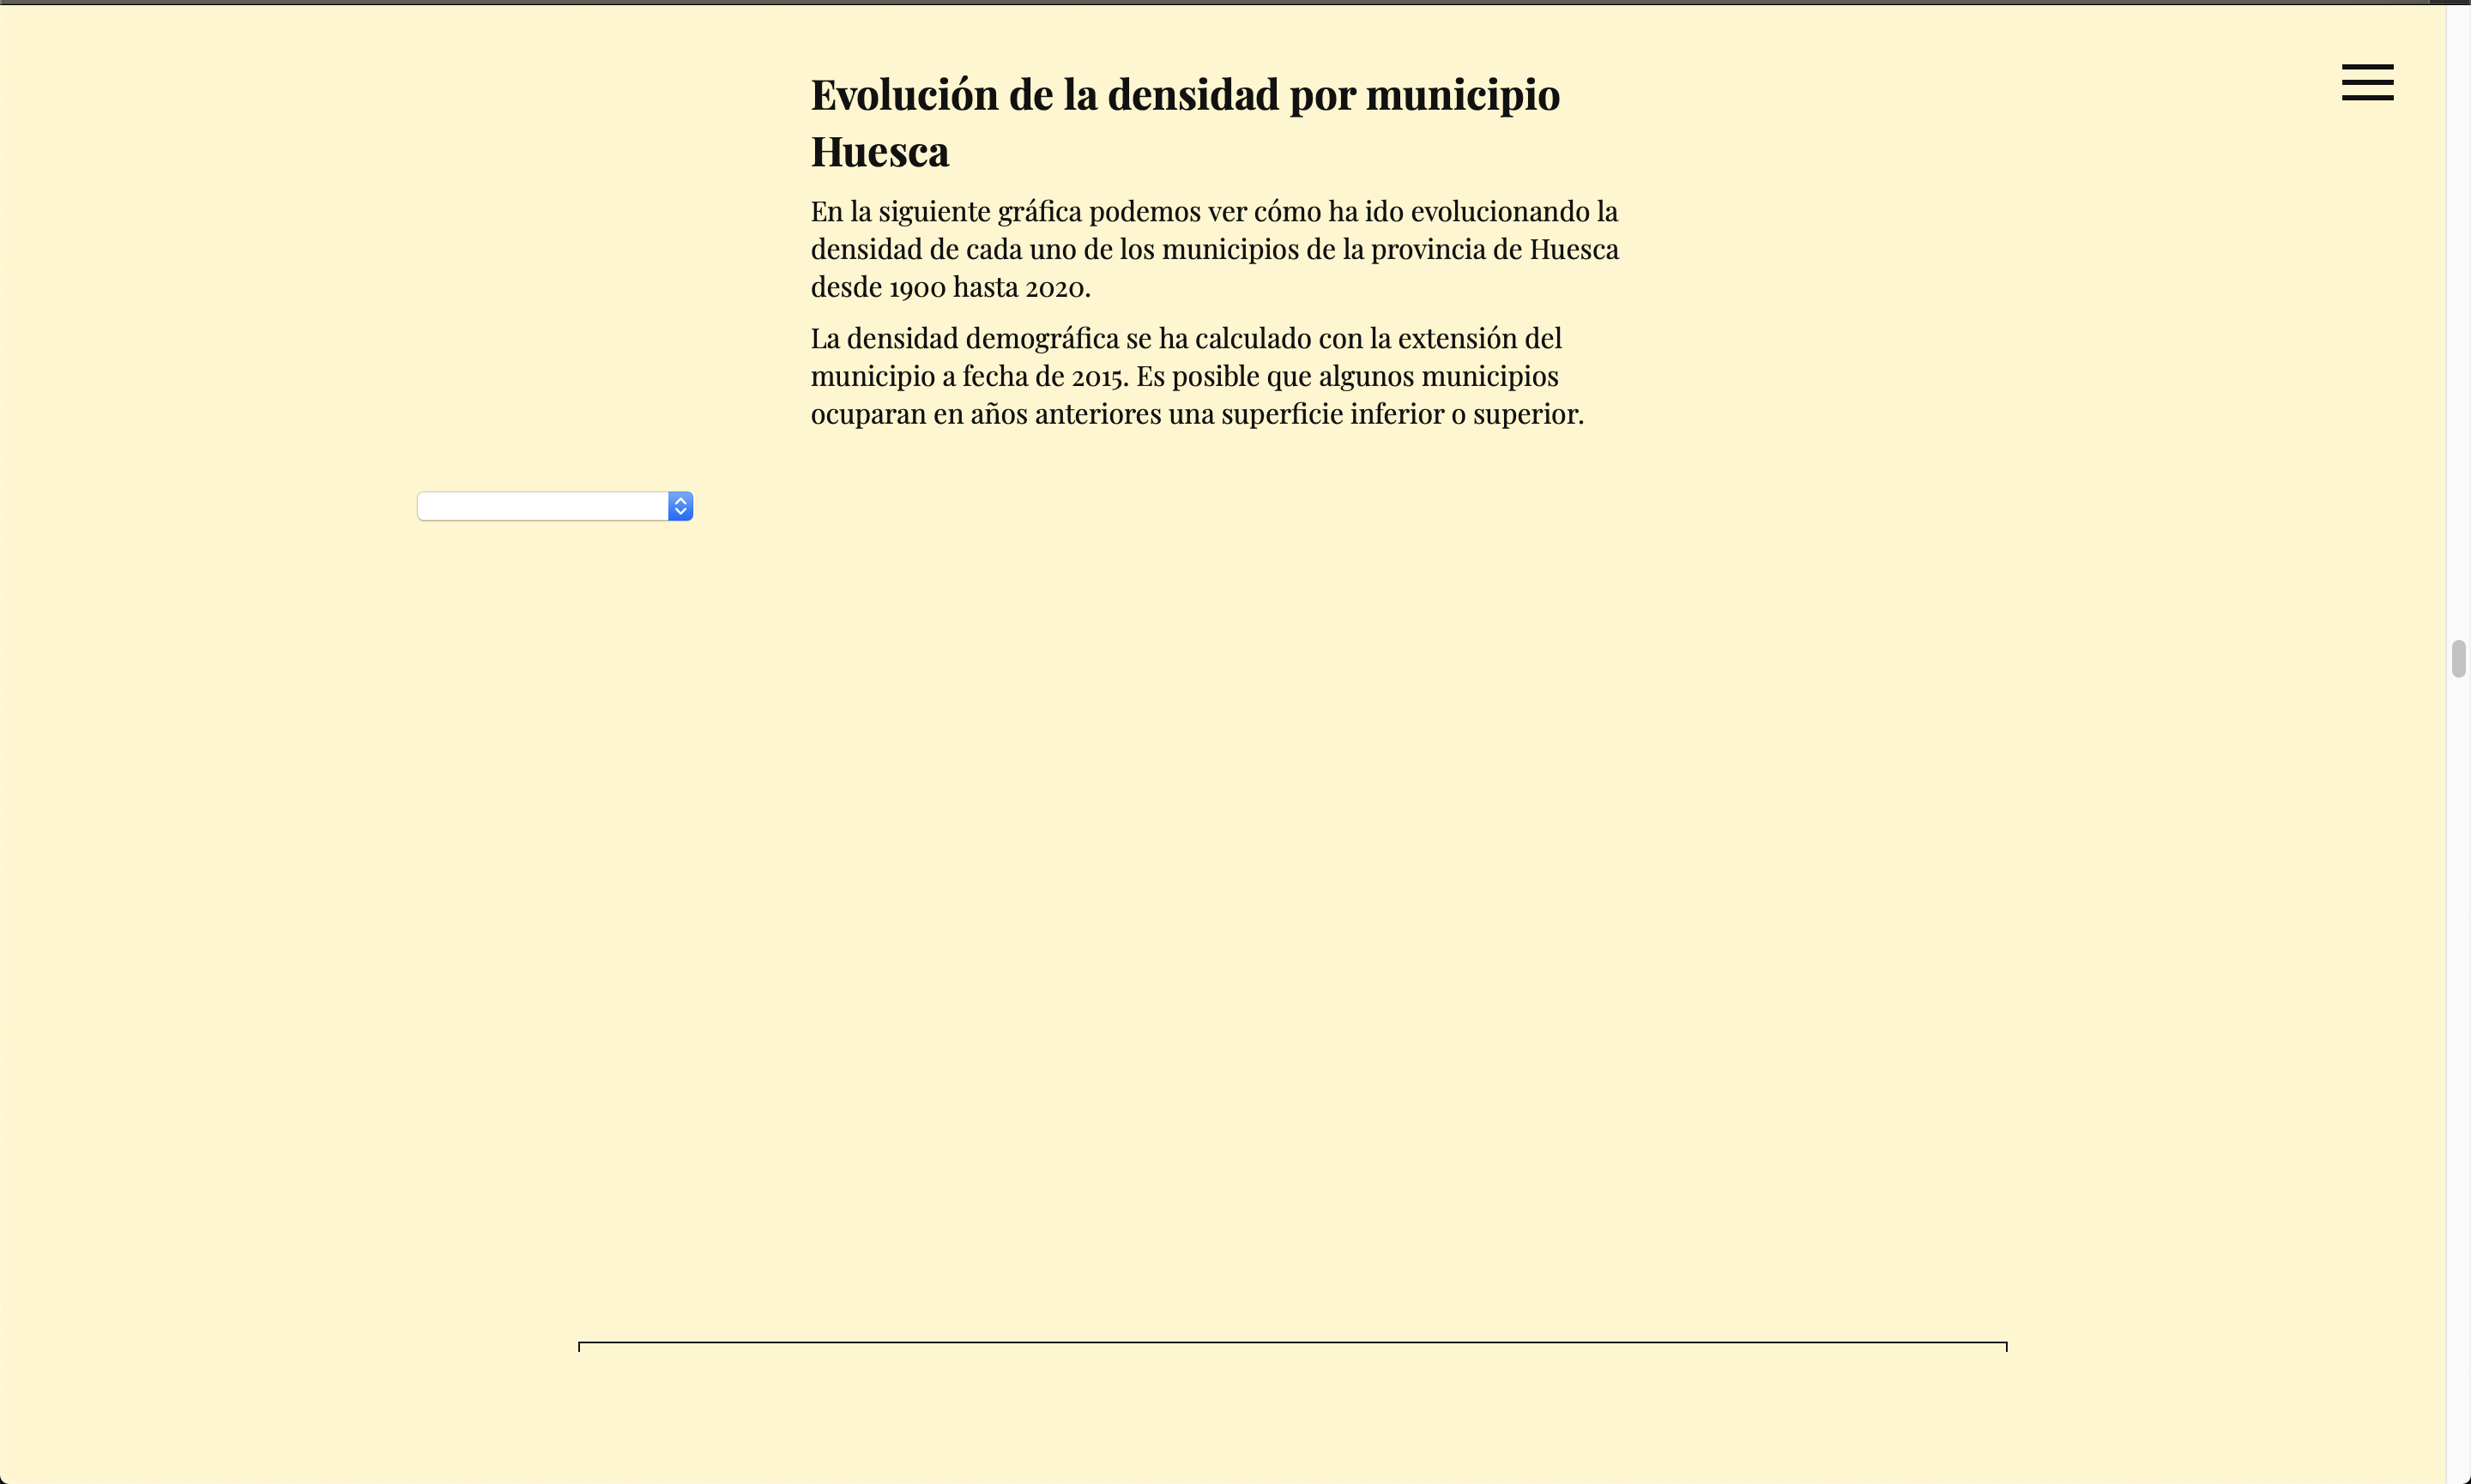 Evolución de la densidad por municipio
Huesca
En la siguiente gráfica podemos ver cómo ha ido evolucionando la
densidad de cada uno de los municipios de la provincia de Huesca
desde 1900 hasta 2020.
La densidad demográfica se ha calculado con la extensión del
municipio a fecha de 2015. Es posible que algunos municipios
ocuparan en años anteriores una superficie inferior o superior.